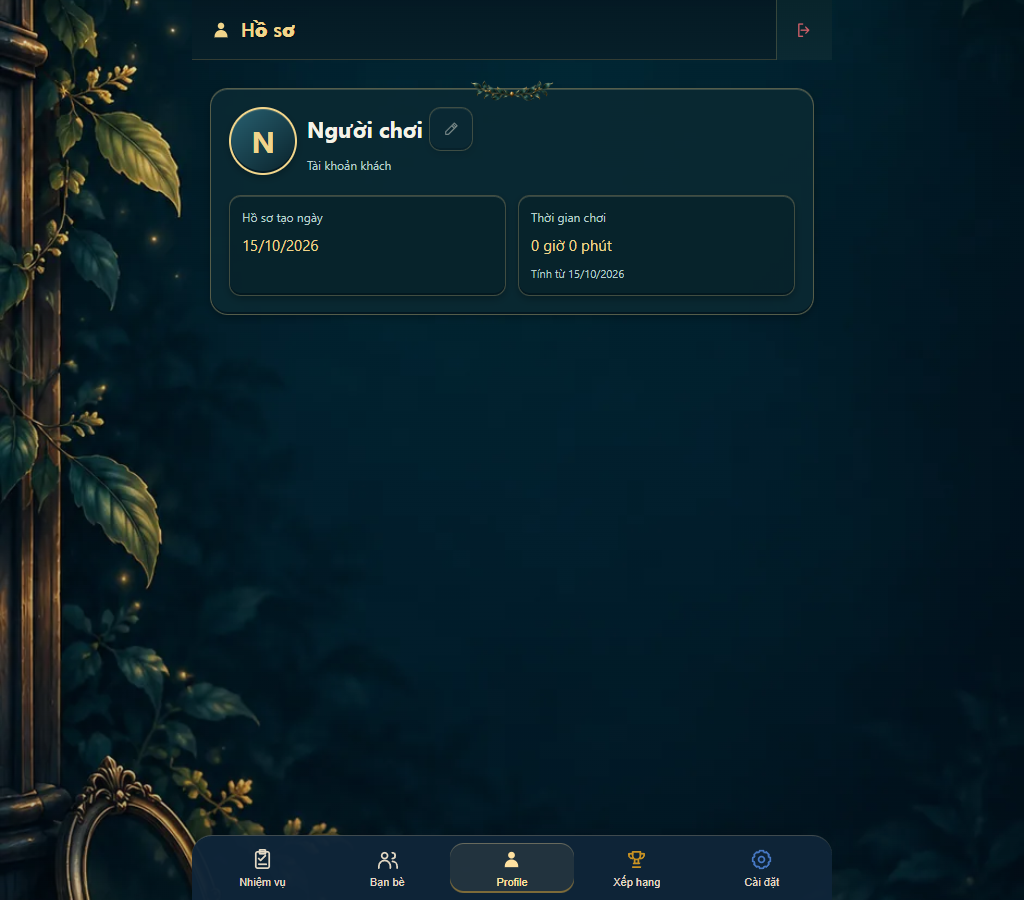 Hồ sơ
N
Người chơi
Tài khoản khách
Hồ sơ tạo ngày
15/10/2026
Thời gian chơi
0 giờ 0 phút
Tính từ 15/10/2026
Nhiệm vụ
Bạn bè
Profile
Xếp hạng
Cài đặt